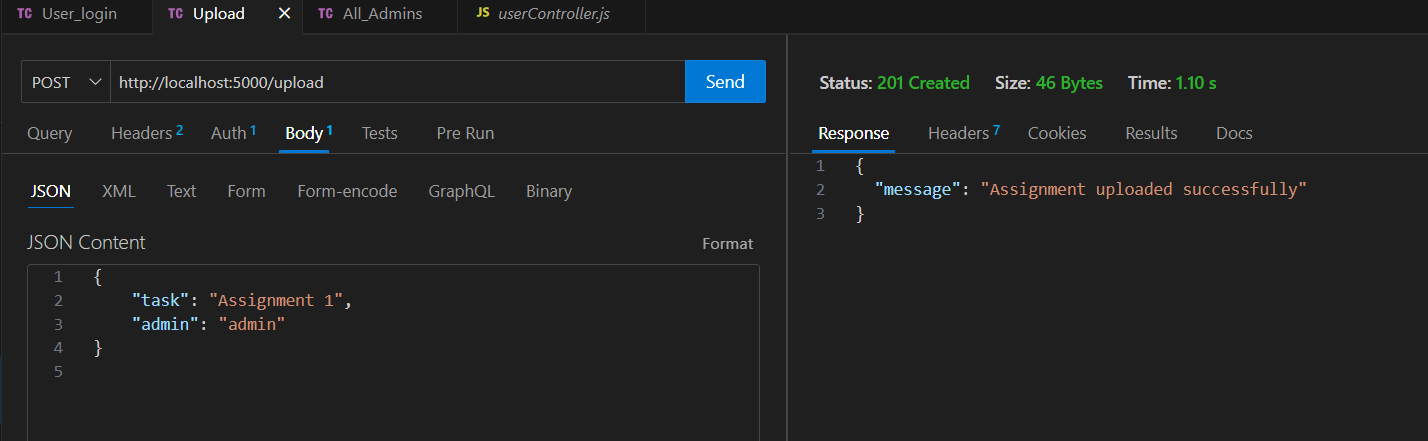 TC User_login TC Upload TC All_Admins JS userController.js
POST http://localhost:5000/upload Send
Query Headers 2 Auth 1 Body 1 Tests Pre Run
JSON XML Text Form Form-encode GraphQL Binary
JSON Content Format
1 {
2 "task": "Assignment 1",
3 "admin": "admin"
4 }
5
Status: 201 Created Size: 46 Bytes Time: 1.10 s
Response Headers 7 Cookies Results Docs
1 {
2 "message": "Assignment uploaded successfully"
3 }